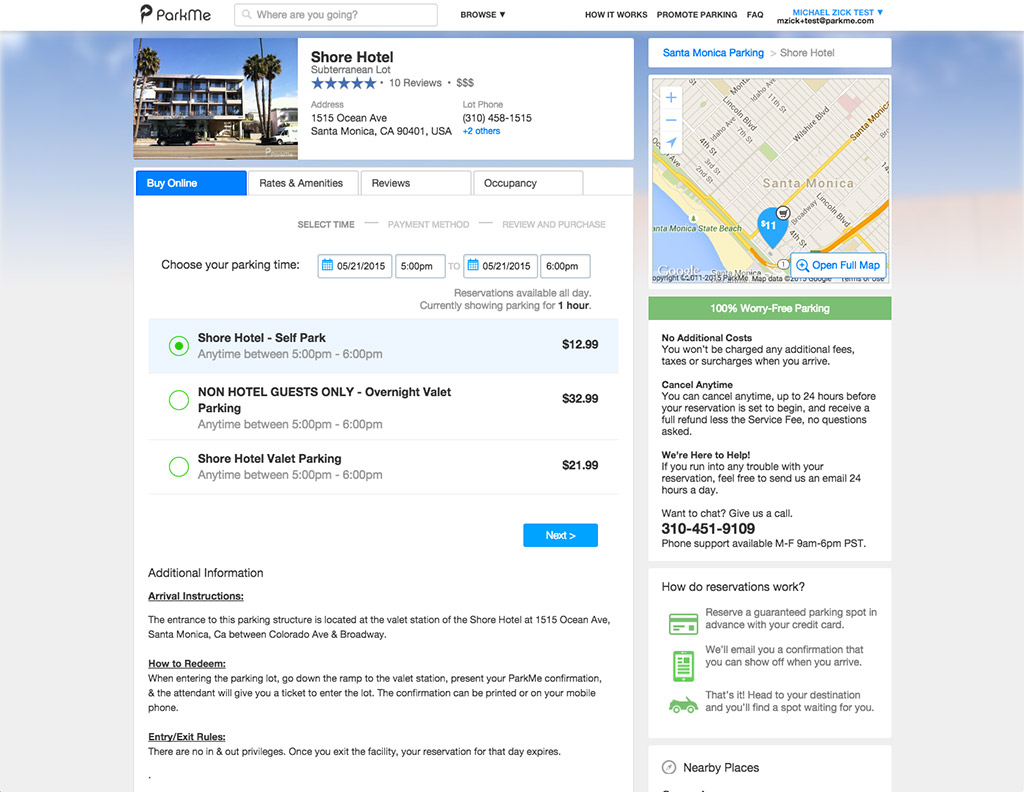 ParkMe
Where are you going?
BROWSE ▼
HOW IT WORKS
PROMOTE PARKING
FAQ
MICHAEL ZICK TEST ▼
mzick+test@parkme.com
Shore Hotel
Subterranean Lot
• 10 Reviews • $$$
Address
1515 Ocean Ave
Santa Monica, CA 90401, USA
Lot Phone
(310) 458-1515
+2 others
Buy Online
Rates & Amenities
Reviews
Occupancy
SELECT TIME
PAYMENT METHOD
REVIEW AND PURCHASE
Choose your parking time:
05/21/2015
5:00pm
TO
05/21/2015
6:00pm
Reservations available all day.
Currently showing parking for 1 hour.
Shore Hotel - Self Park
Anytime between 5:00pm - 6:00pm
$12.99
NON HOTEL GUESTS ONLY - Overnight Valet
Parking
Anytime between 5:00pm - 6:00pm
$32.99
Shore Hotel Valet Parking
Anytime between 5:00pm - 6:00pm
$21.99
Next >
Additional Information
Arrival Instructions:
The entrance to this parking structure is located at the valet station of the Shore Hotel at 1515 Ocean Ave,
Santa Monica, Ca between Colorado Ave & Broadway.
How to Redeem:
When entering the parking lot, go down the ramp to the valet station, present your ParkMe confirmation,
& the attendant will give you a ticket to enter the lot. The confirmation can be printed or on your mobile
phone.
Entry/Exit Rules:
There are no in & out privileges. Once you exit the facility, your reservation for that day expires.
.
Santa Monica Parking > Shore Hotel
+
−
Idaho Ave
11th St
Lincoln Blvd
7th St
4th St
3rd St
2nd St
Wilshire Blvd
Santa Monica
Santa Monica
Broadway
Lincoln Blvd
4th St
$11
1
Google
Santa Monica
Open Full Map
Map data ©2015 Google
Terms of Use
100% Worry-Free Parking
No Additional Costs
You won't be charged any additional fees,
taxes or surcharges when you arrive.
Cancel Anytime
You can cancel anytime, up to 24 hours before
your reservation is set to begin, and receive a
full refund less the Service Fee, no questions
asked.
We're Here to Help!
If you run into any trouble with your
reservation, feel free to send us an email 24
hours a day.
Want to chat? Give us a call.
310-451-9109
Phone support available M-F 9am-6pm PST.
How do reservations work?
Reserve a guaranteed parking spot in
advance with your credit card.
We'll email you a confirmation that
you can show off when you arrive.
That's it! Head to your destination
and you'll find a spot waiting for you.
Nearby Places